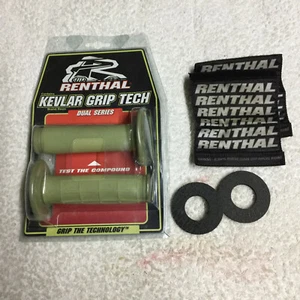 RENTHAL
KEVLAR GRIP TECH
DUAL SERIES
TEST THE COMPOUND
GRIP THE TECHNOLOGY
RENTHAL
RENTHAL
RENTHAL
RENTHAL
RENTHAL
RENTHAL